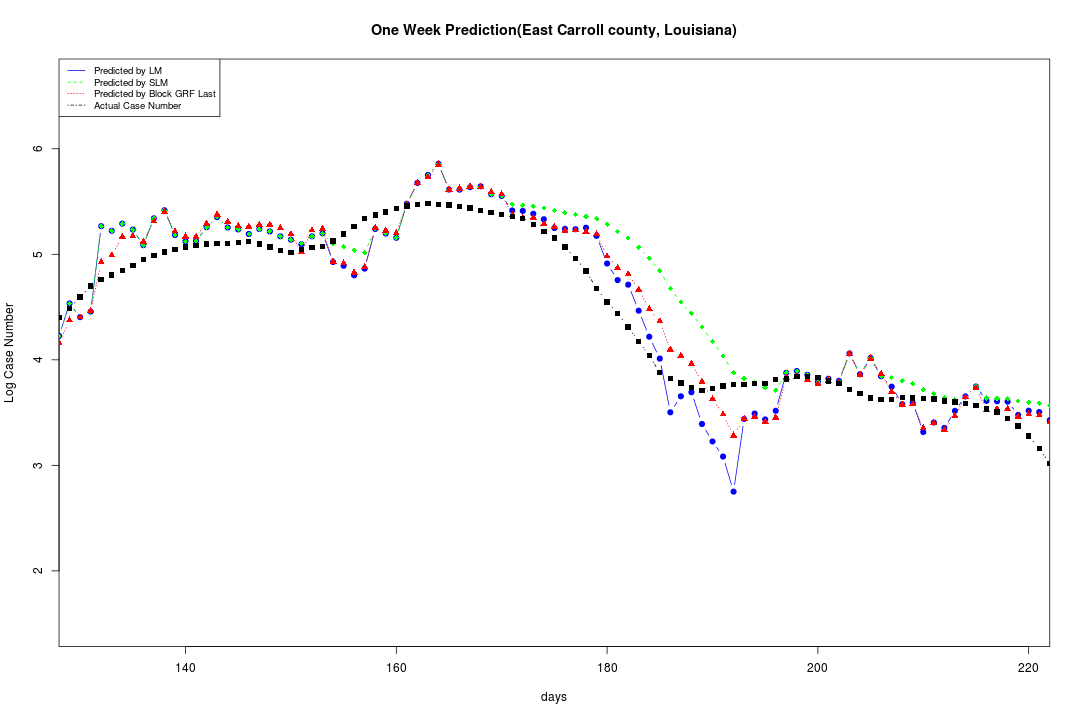 One Week Prediction(East Carroll county, Louisiana)
Predicted by LM
Predicted by SLM
Predicted by Block GRF Last
Actual Case Number
Log Case Number
6
5
4
3
2
140 160 180 200 220
days